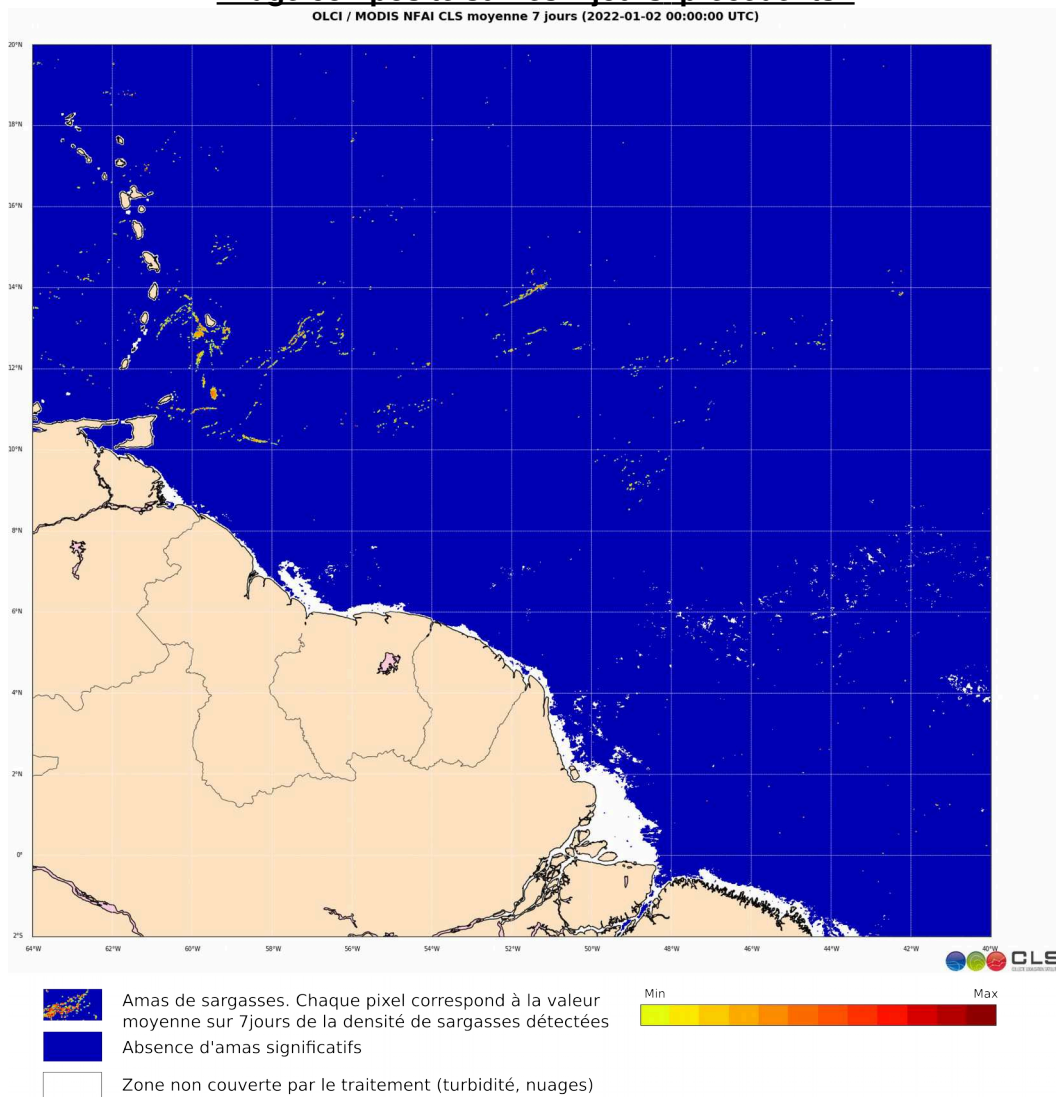 OLCI / MODIS NFAI CLS moyenne 7 jours (2022-01-02 00:00:00 UTC)
20°N
18°N
16°N
14°N
12°N
10°N
8°N
6°N
4°N
2°N
0°
2°S
64°W 62°W 60°W 58°W 56°W 54°W 52°W 50°W 48°W 46°W 44°W 42°W 40°W
CLS
Amas de sargasses. Chaque pixel correspond à la valeur
moyenne sur 7jours de la densité de sargasses détectées
Min Max
Absence d'amas significatifs
Zone non couverte par le traitement (turbidité, nuages)